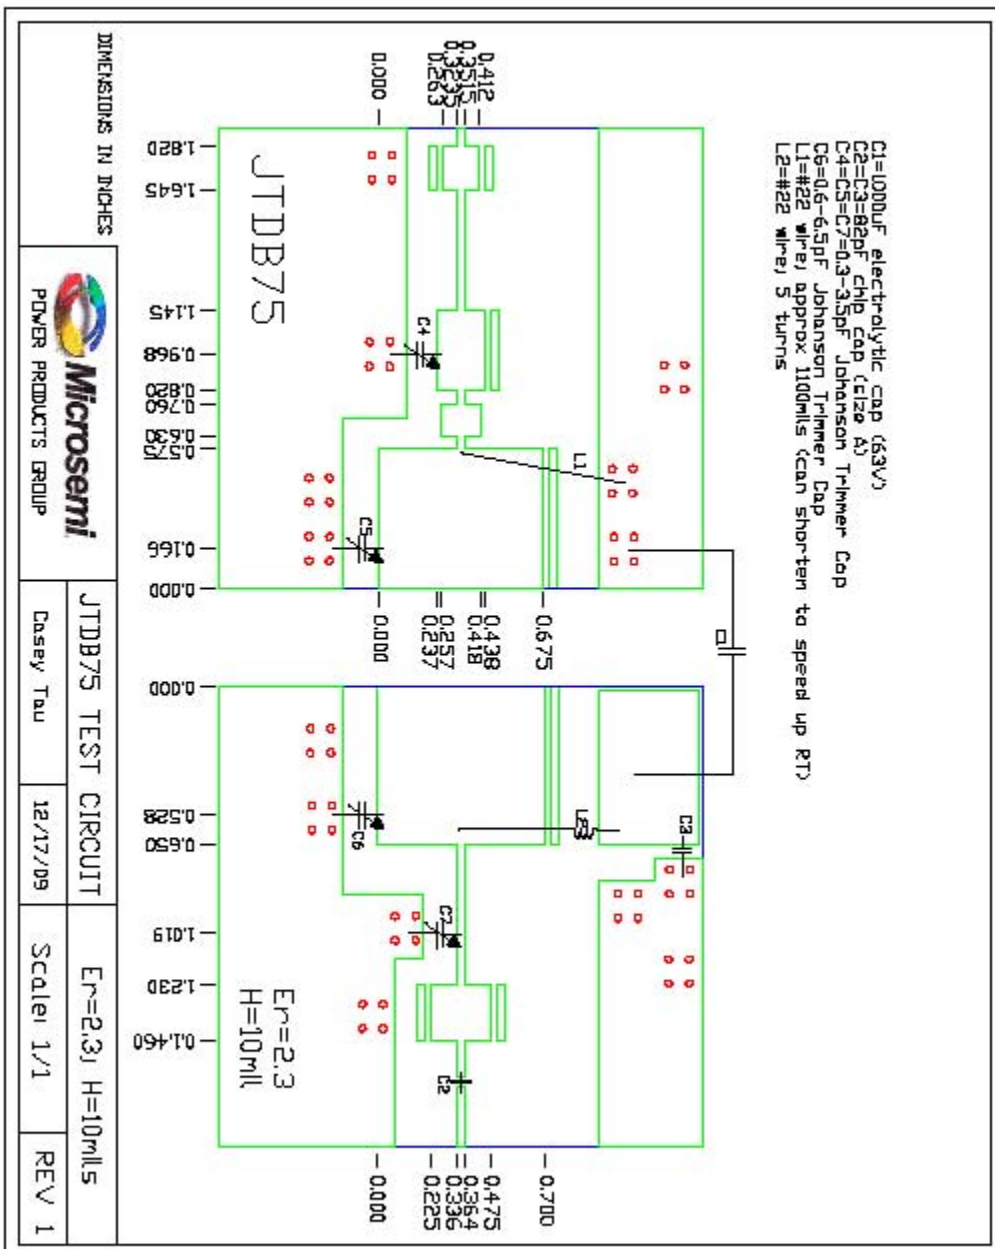 C1=1000uF electrolytic cap (63V)
C2=C3=82pF chip cap (size A)
C4=C5=C7=0.3-3.5pF Johanson Trimmer Cap
C6=0.6-6.5pF Johanson Trimmer Cap
L1=#22 wire; approx 1100mils (can shorten to speed up RT)
L2=#22 wire; 5 turns
0.412
0.3515
0.3235
0.263
0.000
1.820
1.645
1.145
0.968
0.820
0.760
0.630
0.575
0.166
0.000
JTDB75
C4
C5
L1
0.675
0.438
0.418
0.257
0.237
0.000
0.000
0.528
0.650
1.019
1.230
0.1.460
C3
C6
C7
C2
Er=2.3
H=10mil
0.700
0.475
0.364
0.336
0.225
0.000
DIMENSIONS IN INCHES
Microsemi
POWER PRODUCTS GROUP
JTDB75 TEST CIRCUIT
Er=2.3; H=10mils
Casey Tau
12/17/09
Scale: 1/1
REV 1